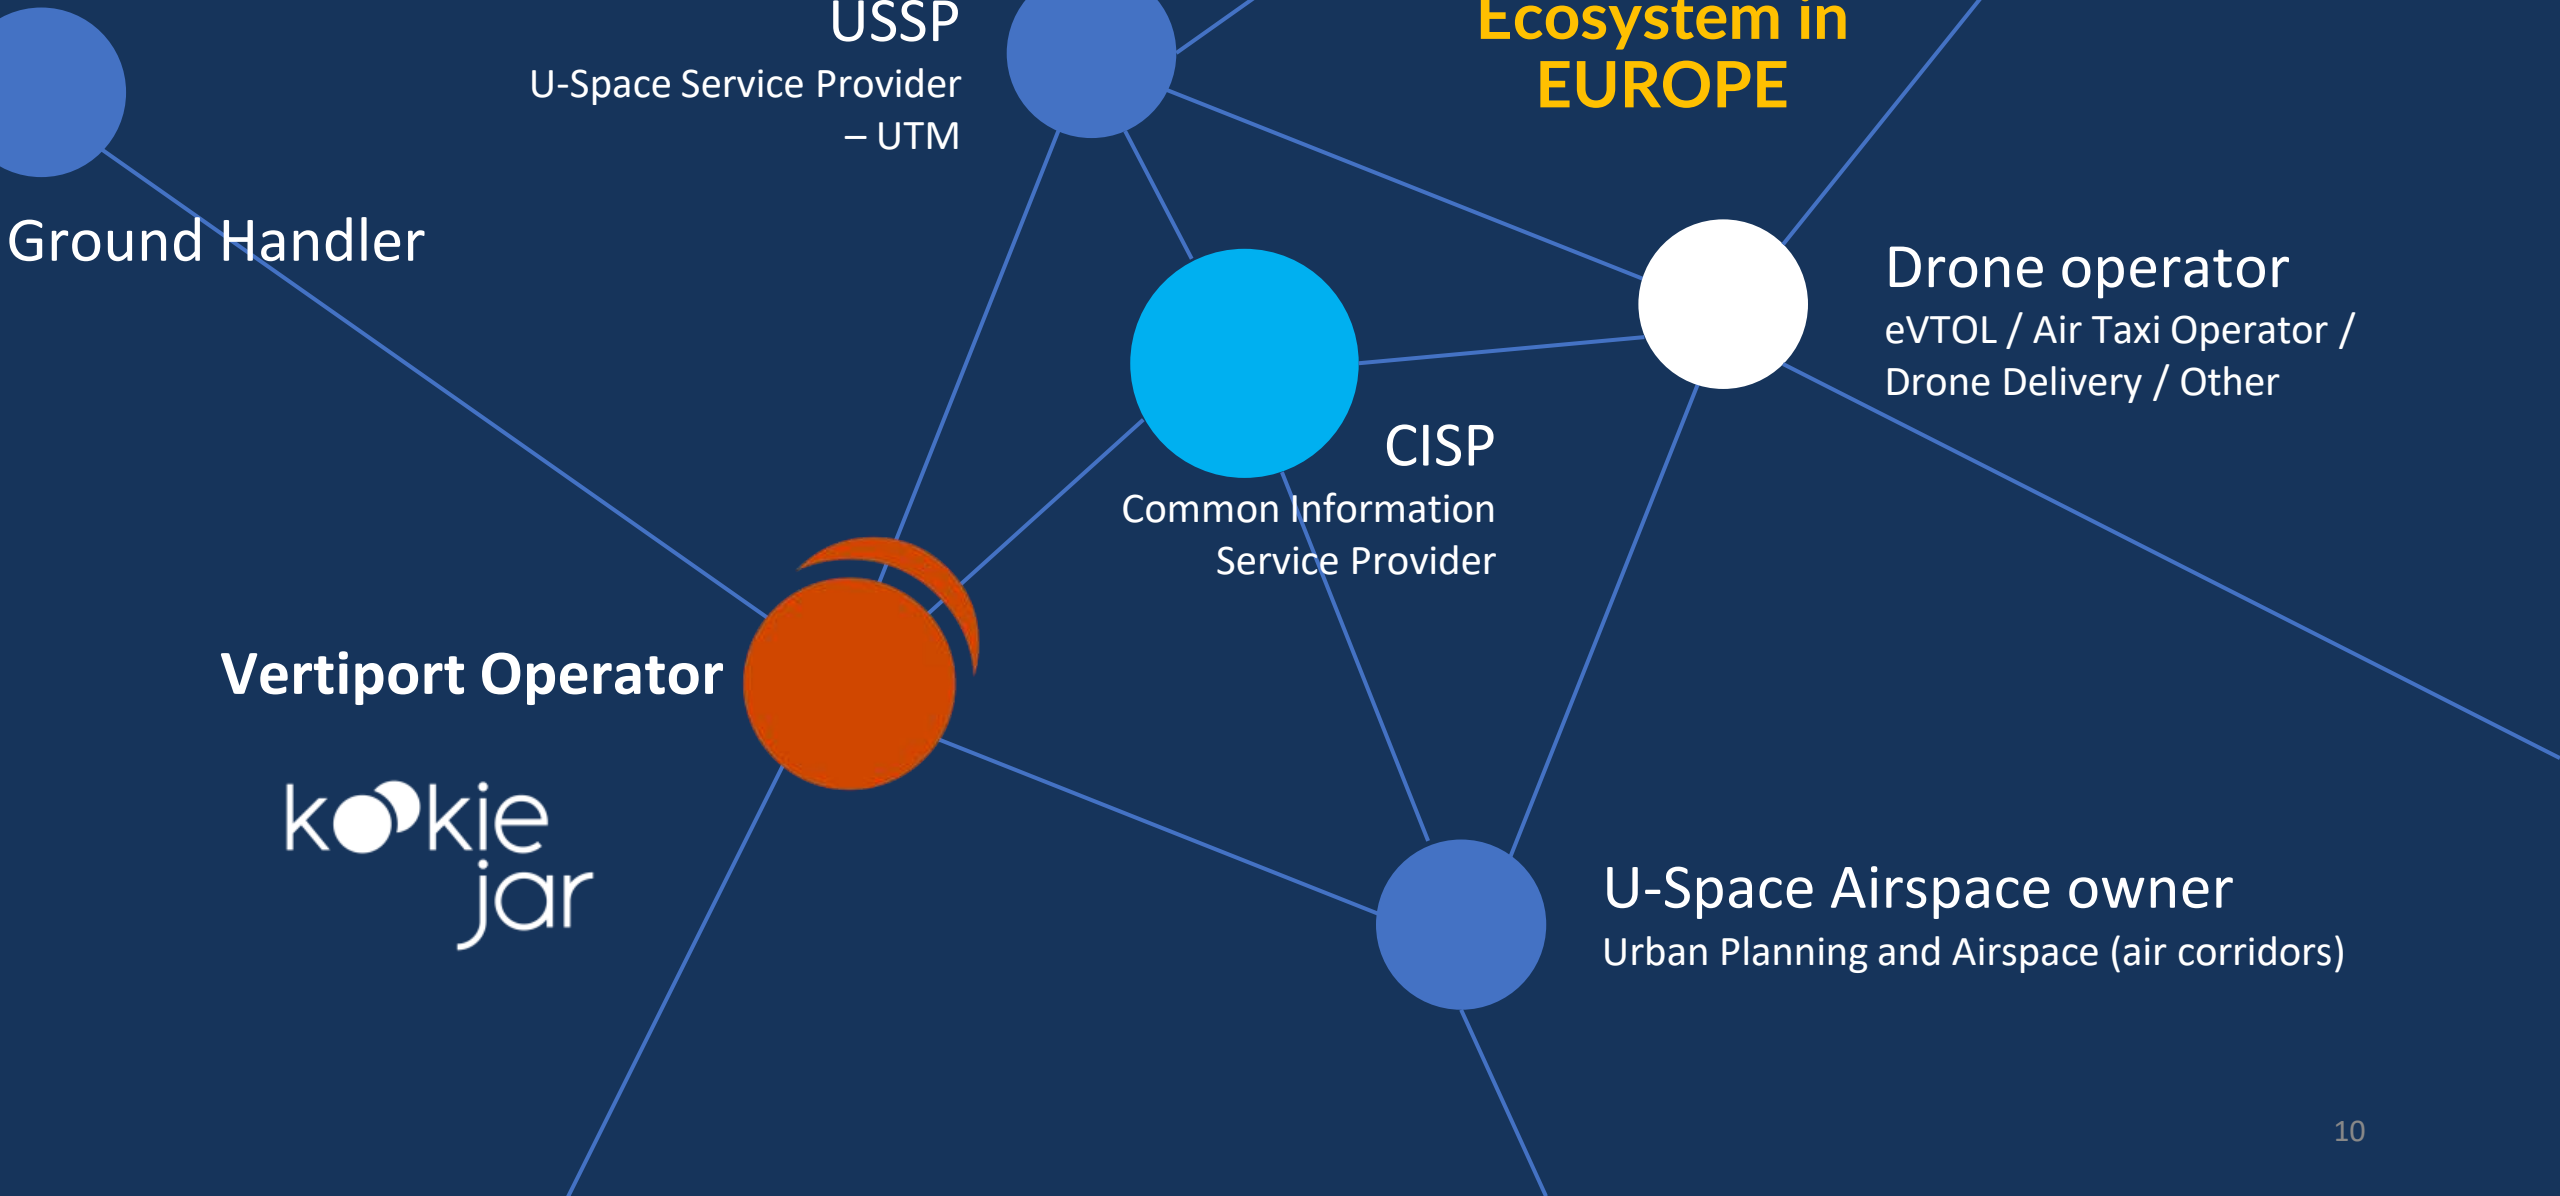 USSP
U-Space Service Provider
– UTM
Ecosystem in
EUROPE
Ground Handler
Drone operator
eVTOL / Air Taxi Operator /
Drone Delivery / Other
CISP
Common Information
Service Provider
Vertiport Operator
kookie
jar
U-Space Airspace owner
Urban Planning and Airspace (air corridors)
10